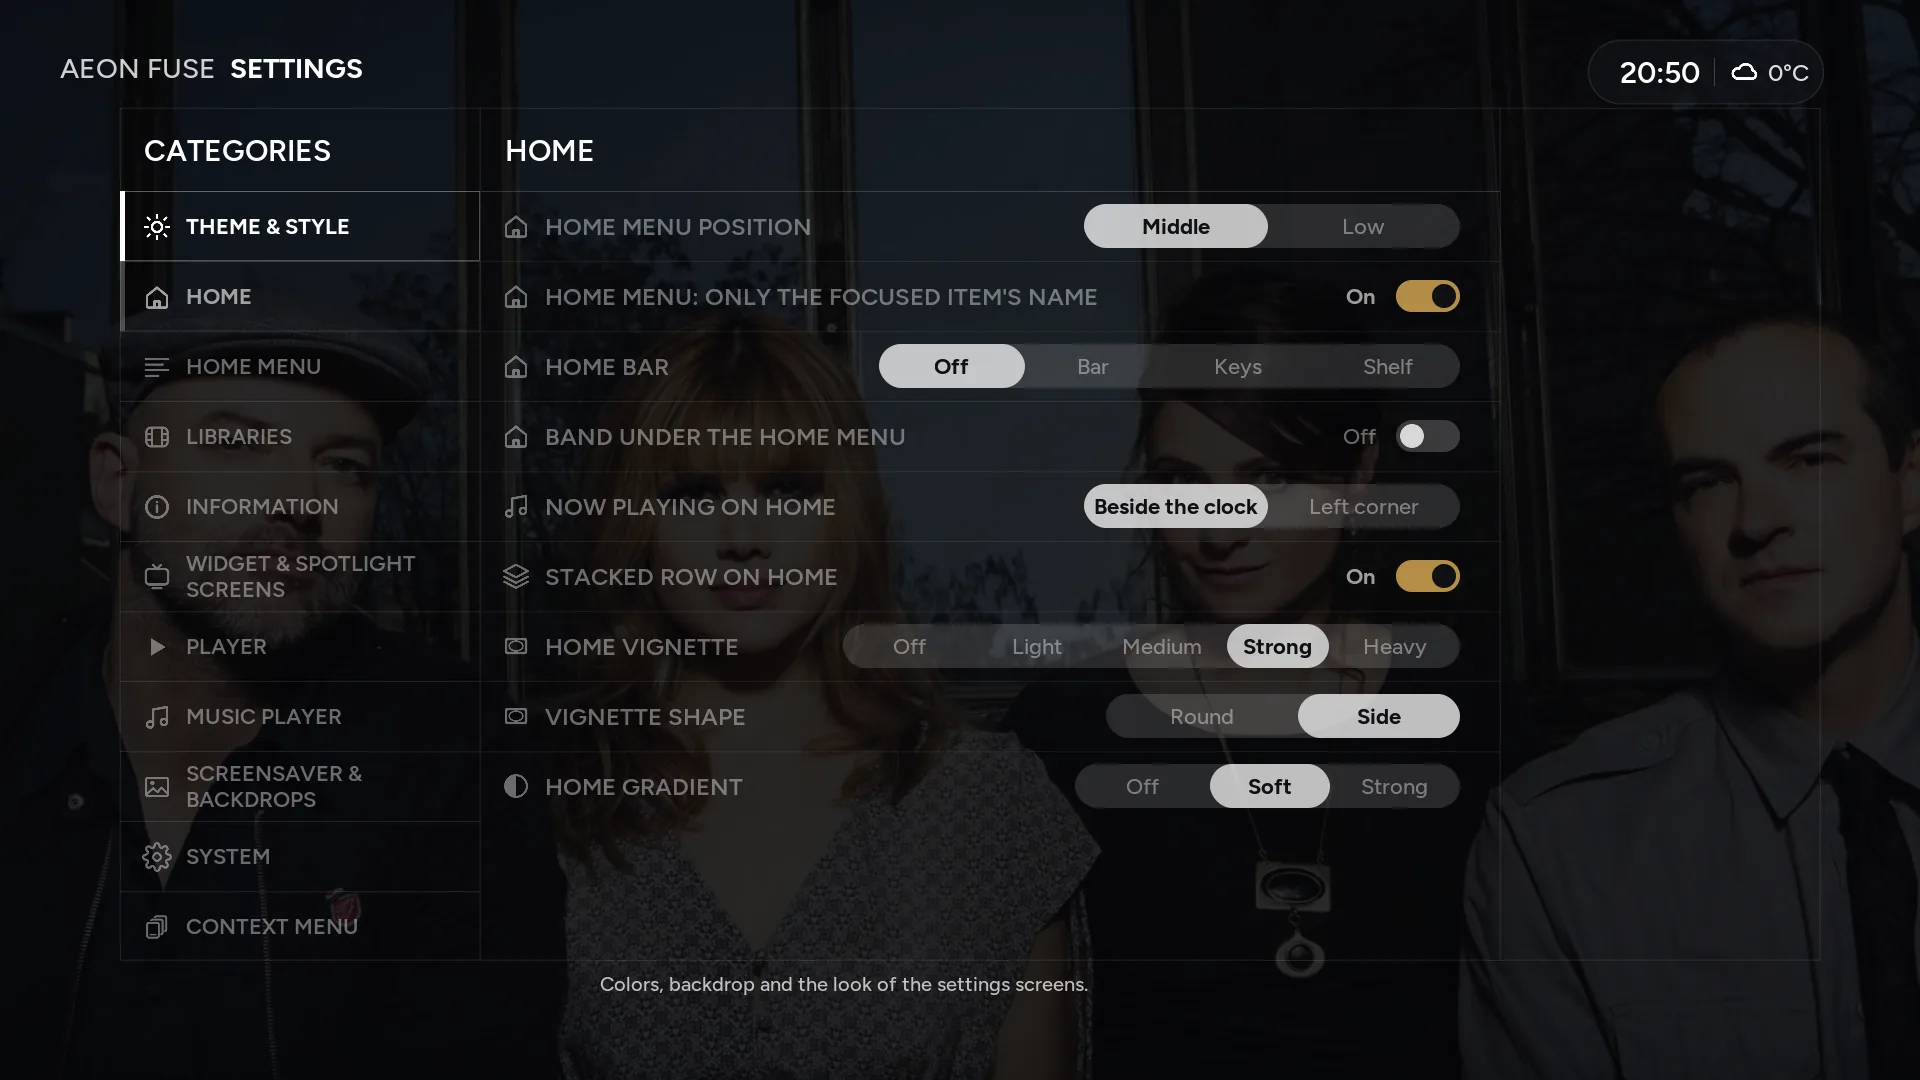 AEON FUSE SETTINGS
20:50 0°C
CATEGORIES
THEME & STYLE
HOME
HOME MENU
LIBRARIES
INFORMATION
WIDGET & SPOTLIGHT
SCREENS
PLAYER
MUSIC PLAYER
SCREENSAVER &
BACKDROPS
SYSTEM
CONTEXT MENU
HOME
HOME MENU POSITION Middle Low
HOME MENU: ONLY THE FOCUSED ITEM'S NAME On
HOME BAR Off Bar Keys Shelf
BAND UNDER THE HOME MENU Off
NOW PLAYING ON HOME Beside the clock Left corner
STACKED ROW ON HOME On
HOME VIGNETTE Off Light Medium Strong Heavy
VIGNETTE SHAPE Round Side
HOME GRADIENT Off Soft Strong
Colors, backdrop and the look of the settings screens.